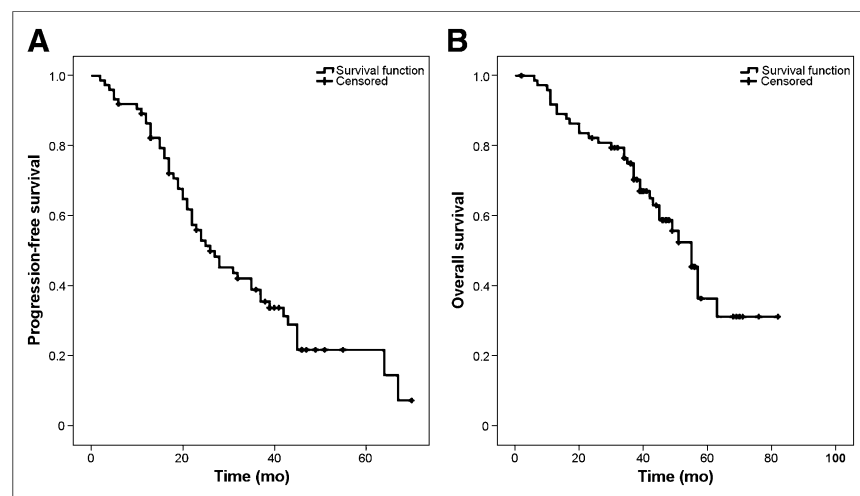 A
B
Survival function
Censored
Survival function
Censored
1.0
0.8
0.6
0.4
0.2
0
Progression-free survival
0
20
40
60
Time (mo)
1.0
0.8
0.6
0.4
0.2
0
Overall survival
0
20
40
60
80
100
Time (mo)